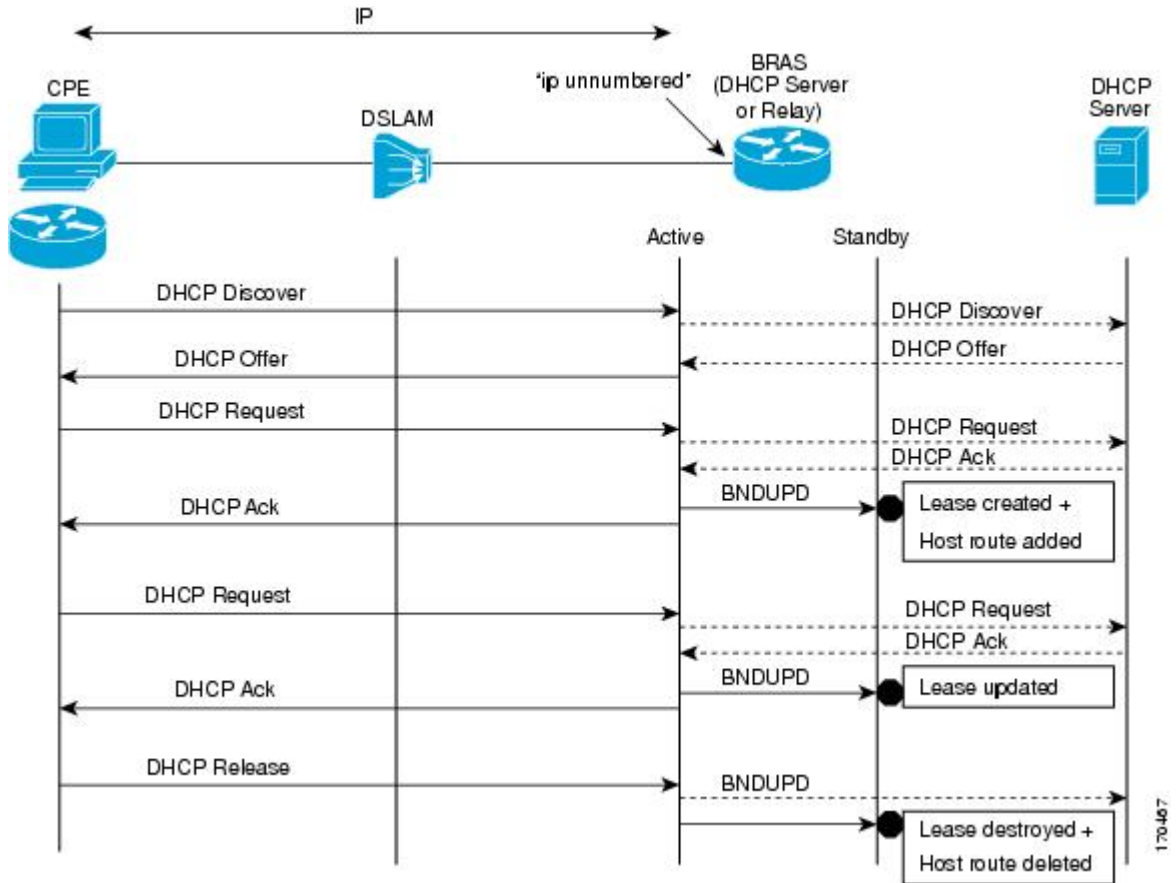 IP
CPE
DSLAM
"ip unnumbered"
BRAS
(DHCP Server
or Relay)
DHCP
Server
Active
Standby
DHCP Discover
DHCP Discover
DHCP Offer
DHCP Offer
DHCP Request
DHCP Request
DHCP Ack
DHCP Ack
BNDUPD
Lease created +
Host route added
DHCP Request
DHCP Request
DHCP Ack
DHCP Ack
BNDUPD
Lease updated
DHCP Release
BNDUPD
Lease destroyed +
Host route deleted
170467